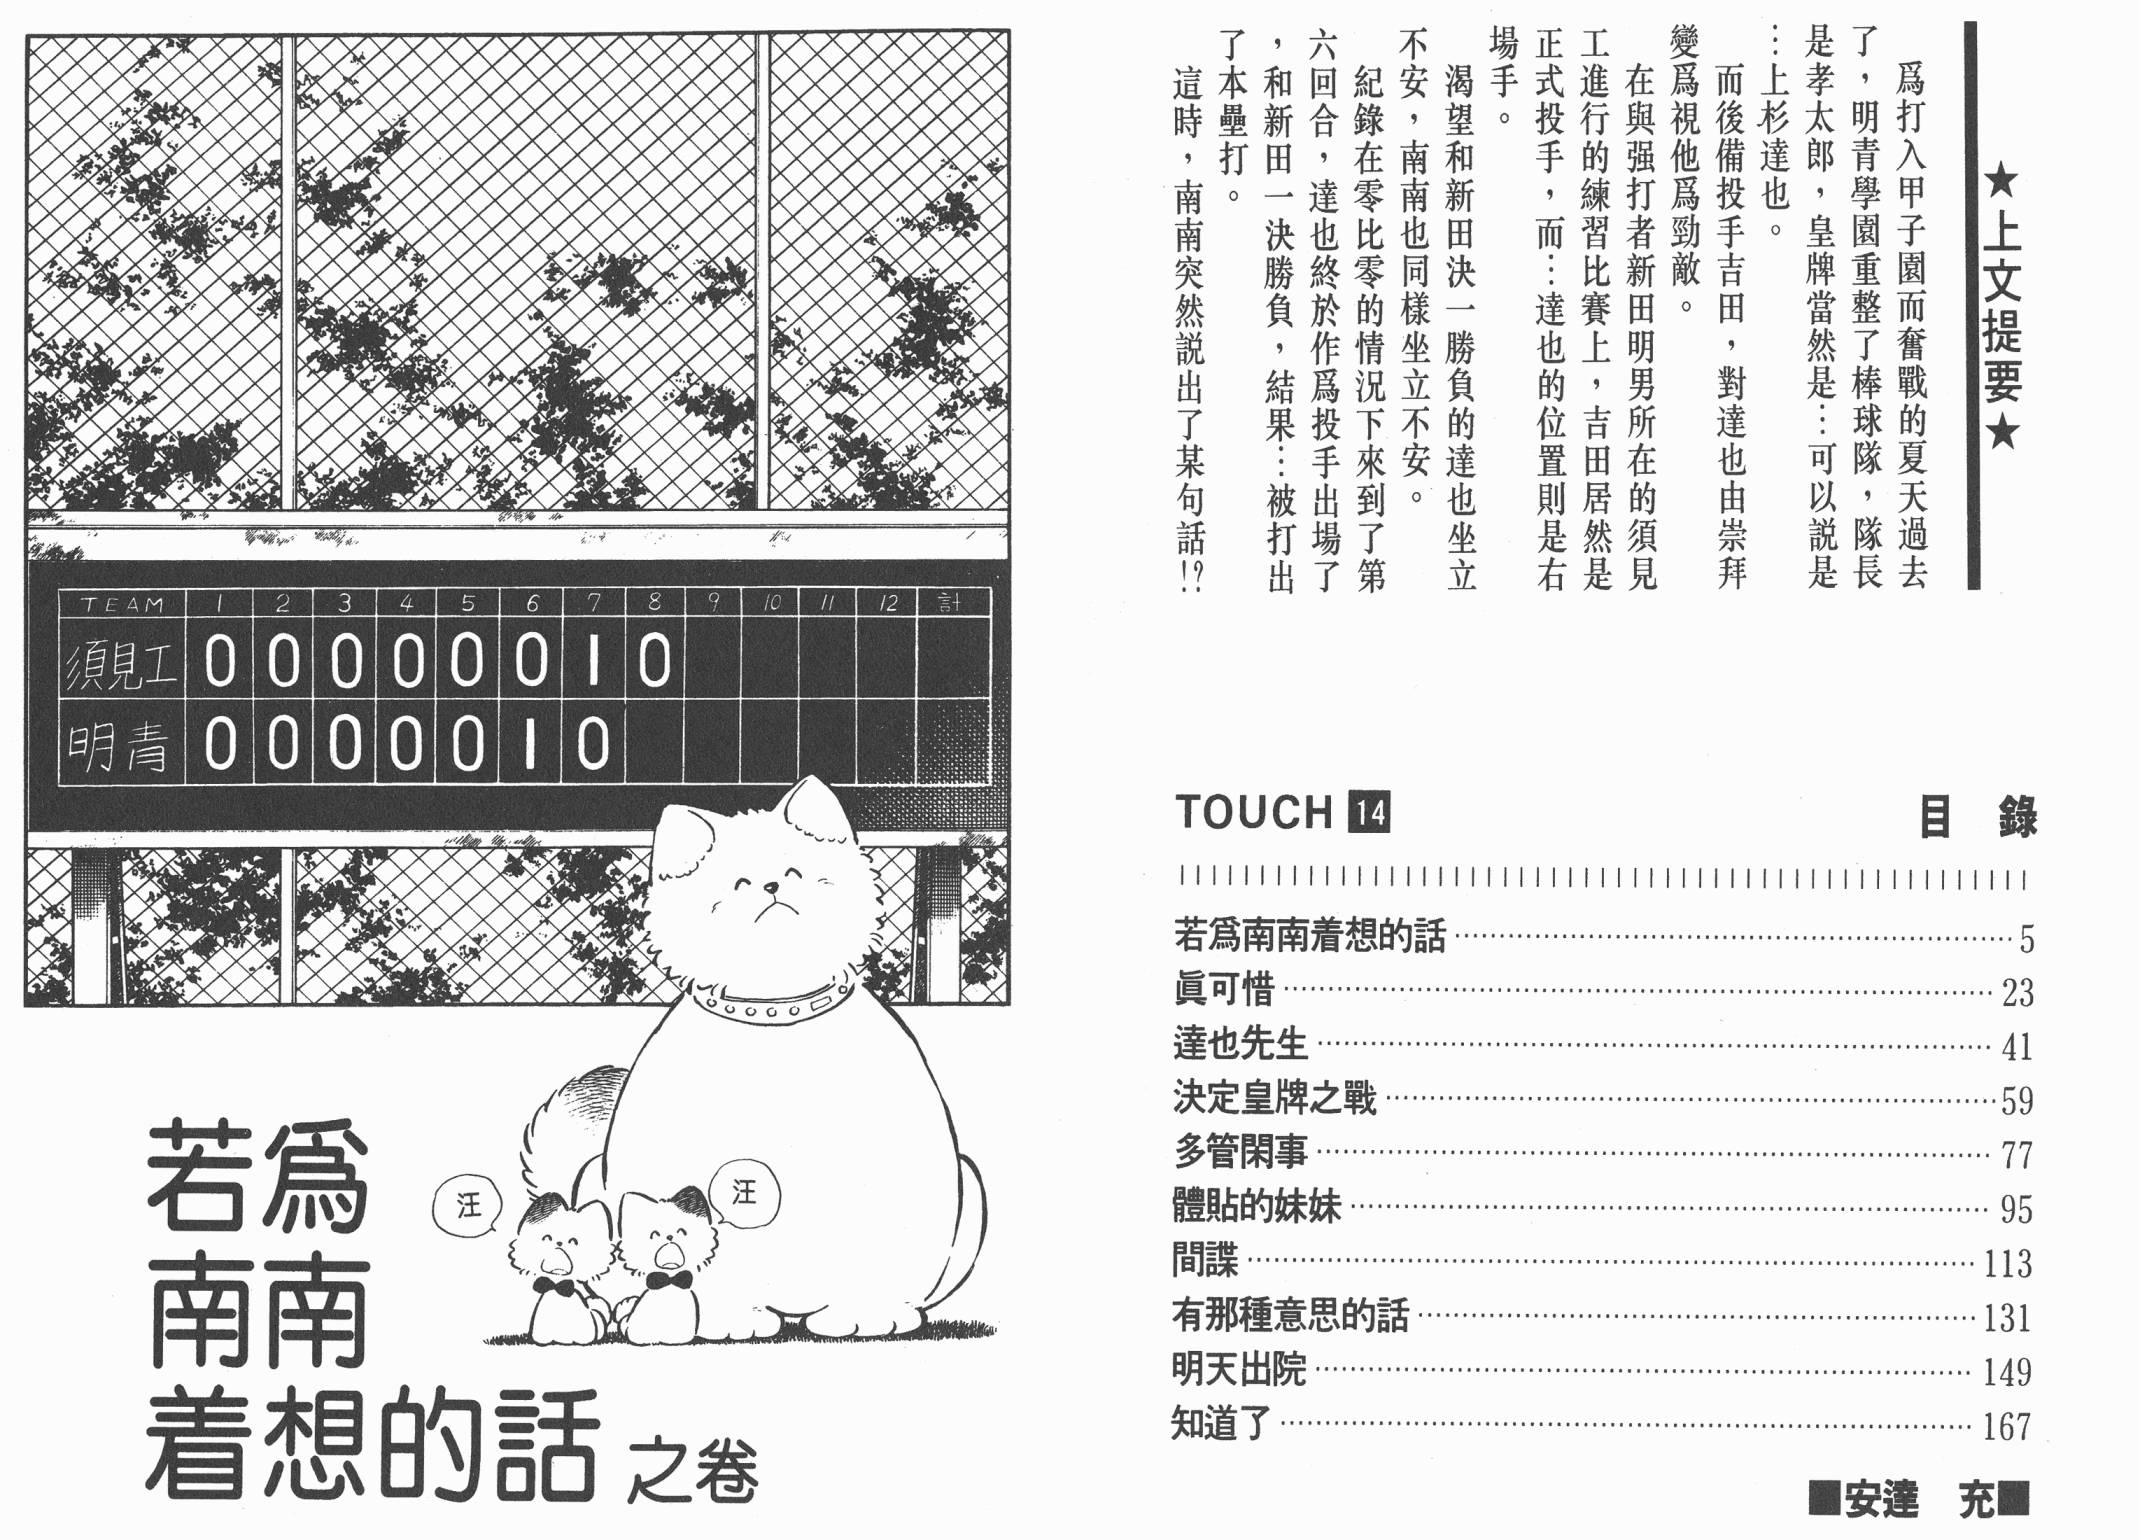 ★上文提要★
爲打入甲子園而奮戰的夏天過去
了，明青學園重整了棒球隊，隊長
是孝太郎，皇牌當然是…可以説是
…上杉達也。
而後備投手吉田，對達也由崇拜
變爲視他爲勁敵。
在與强打者新田明男所在的須見
工進行的練習比賽上，吉田居然是
正式投手，而…達也的位置則是右
場手。
渴望和新田決一勝負的達也坐立
不安，南南也同樣坐立不安。
紀錄在零比零的情況下來到了第
六回合，達也終於作爲投手出場了
，和新田一決勝負，結果…被打出
了本壘打。
這時，南南突然説出了某句話!?
TOUCH 14 目 錄
若爲南南着想的話 5
眞可惜 23
達也先生 41
決定皇牌之戰 59
多管閑事 77
體貼的妹妹 95
間諜 113
有那種意思的話 131
明天出院 149
知道了 167
■安達 充■
TEAM 1 2 3 4 5 6 7 8 9 10 11 12 計
須見工 0 0 0 0 0 0 1 0
明青 0 0 0 0 0 1 0
汪
汪
若爲
南南
着想的話 之卷